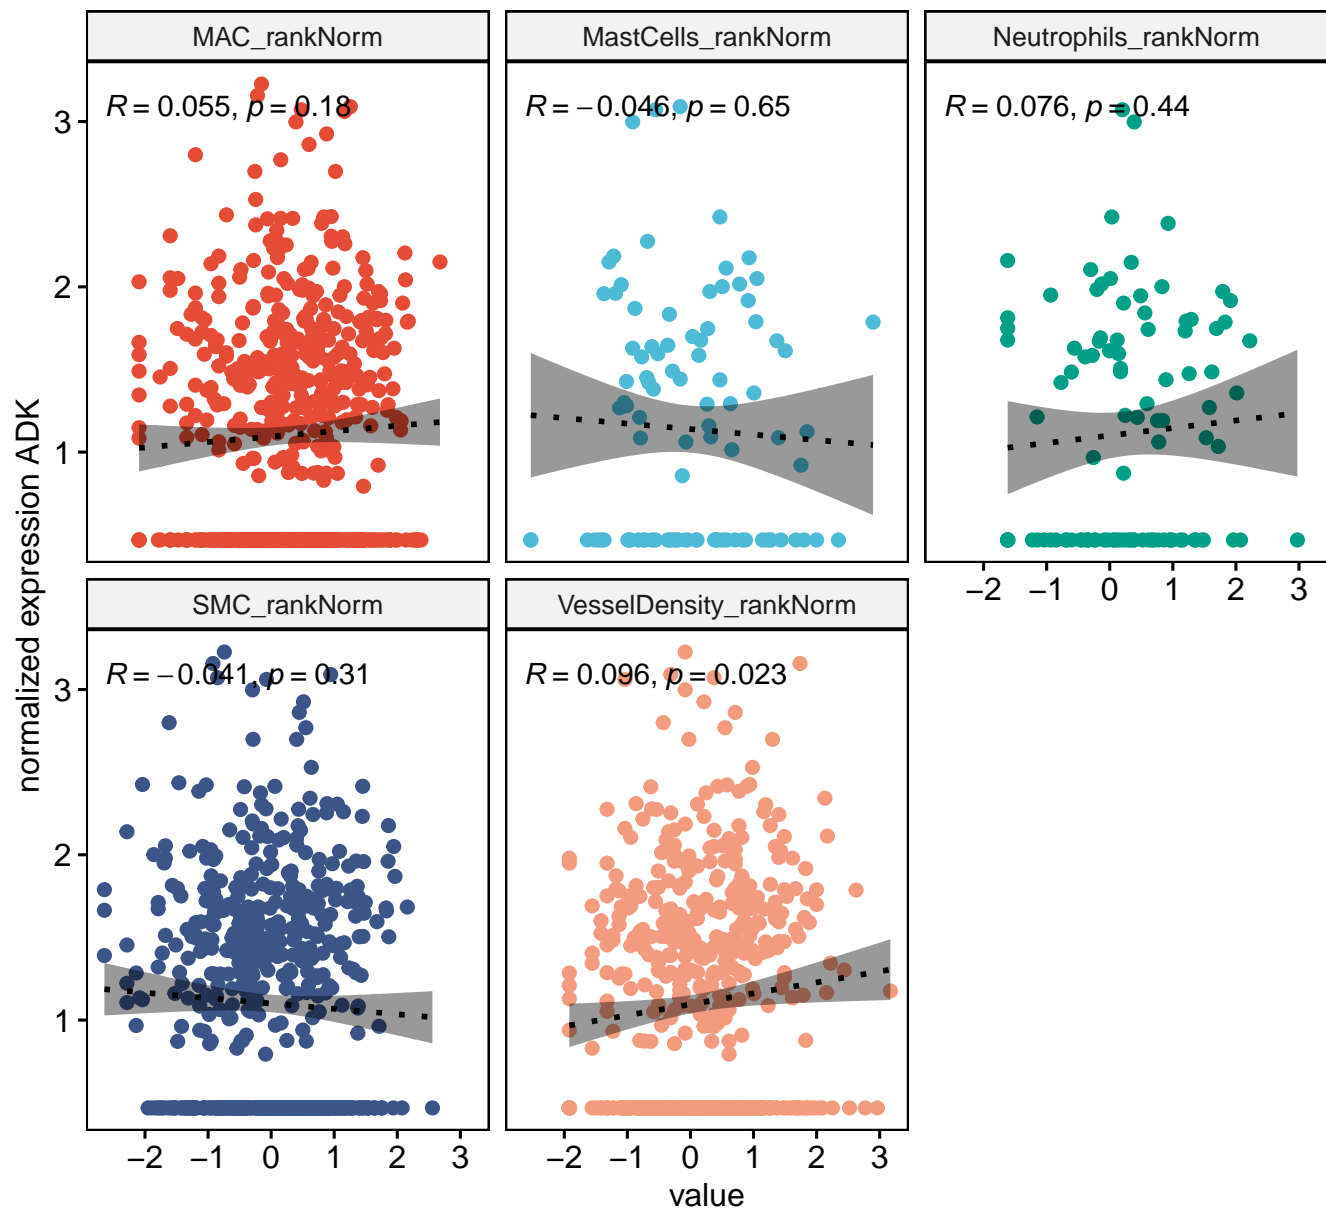 MAC_rankNorm
MastCells_rankNorm
Neutrophils_rankNorm
R = 0.055, p = 0.18
R = −0.046, p = 0.65
R = 0.076, p = 0.44
3
2
1
−2 −1 0 1 2 3
SMC_rankNorm
VesselDensity_rankNorm
R = −0.041, p = 0.31
R = 0.096, p = 0.023
3
2
1
−2 −1 0 1 2 3
−2 −1 0 1 2 3
value
normalized expression ADK